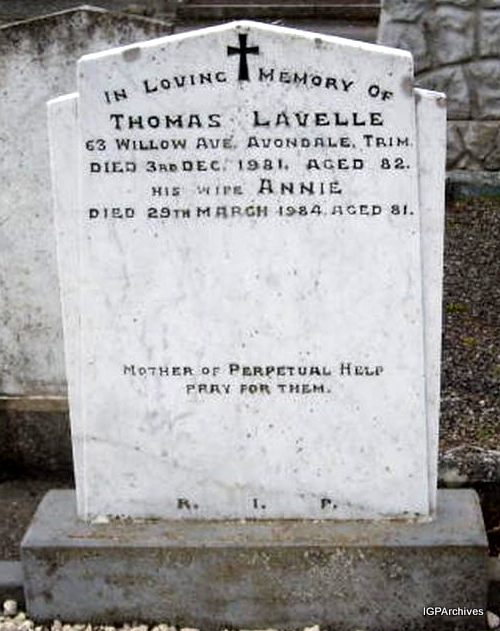 IN LOVING MEMORY OF
THOMAS LAVELLE
63 WILLOW AVE. AVONDALE, TRIM.
DIED 3RD DEC. 1981. AGED 82.
HIS WIFE ANNIE
DIED 29TH MARCH 1984. AGED 81.
MOTHER OF PERPETUAL HELP
PRAY FOR THEM.
R. I. P.
IGPArchives